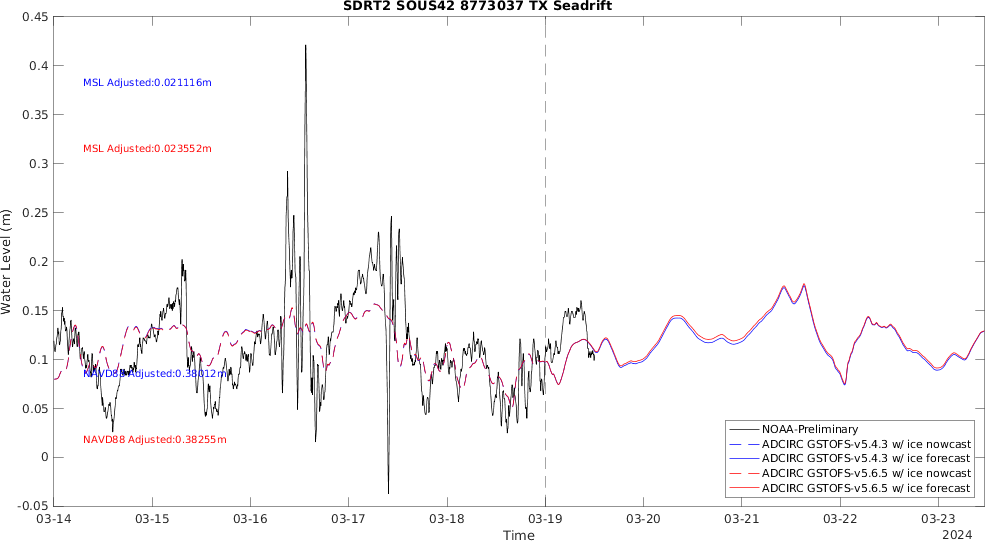 SDRT2 SOUS42 8773037 TX Seadrift
Water Level (m)
0.45
0.4
0.35
0.3
0.25
0.2
0.15
0.1
0.05
0
-0.05
MSL Adjusted:0.021116m
MSL Adjusted:0.023552m
NAVD88 Adjusted:0.38012m
NAVD88 Adjusted:0.38255m
NOAA-Preliminary
ADCIRC GSTOFS-v5.4.3 w/ ice nowcast
ADCIRC GSTOFS-v5.4.3 w/ ice forecast
ADCIRC GSTOFS-v5.6.5 w/ ice nowcast
ADCIRC GSTOFS-v5.6.5 w/ ice forecast
03-14 03-15 03-16 03-17 03-18 03-19 03-20 03-21 03-22 03-23
Time
2024